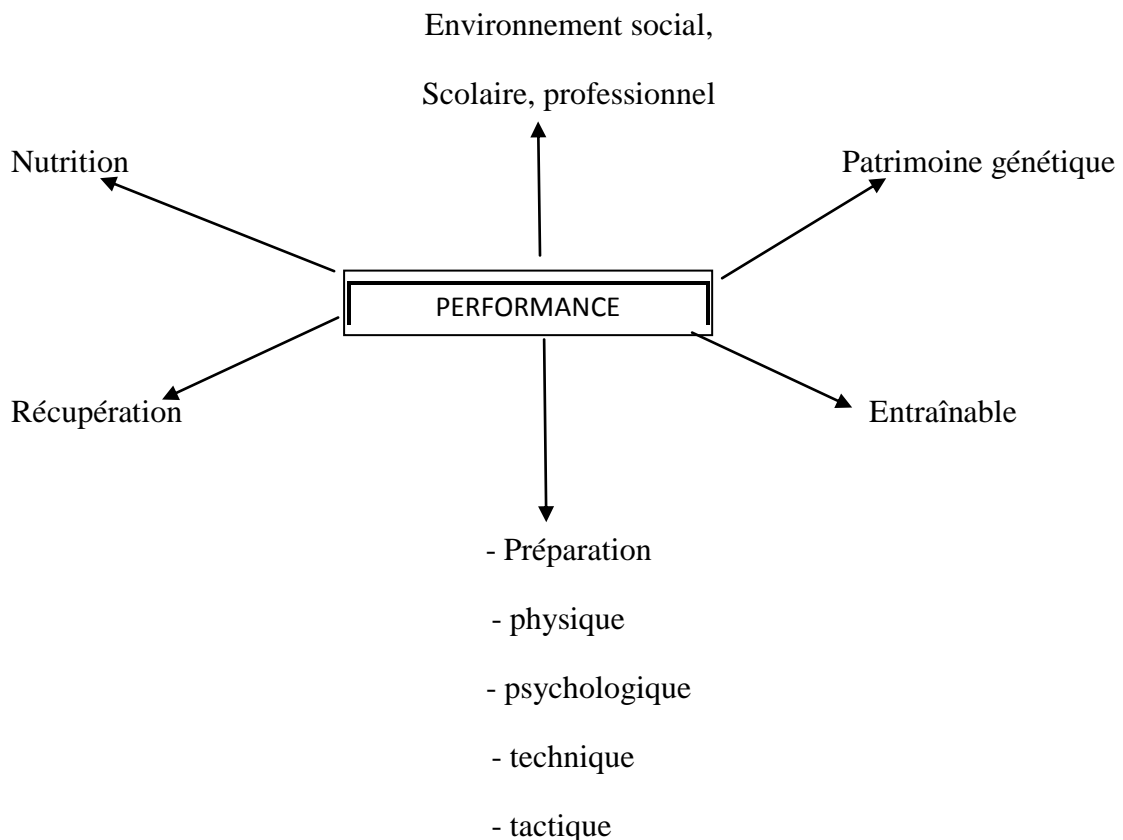 Environnement social,
Scolaire, professionnel
Nutrition
Patrimoine génétique
PERFORMANCE
Récupération
Entraînable
- Préparation
- physique
- psychologique
- technique
- tactique